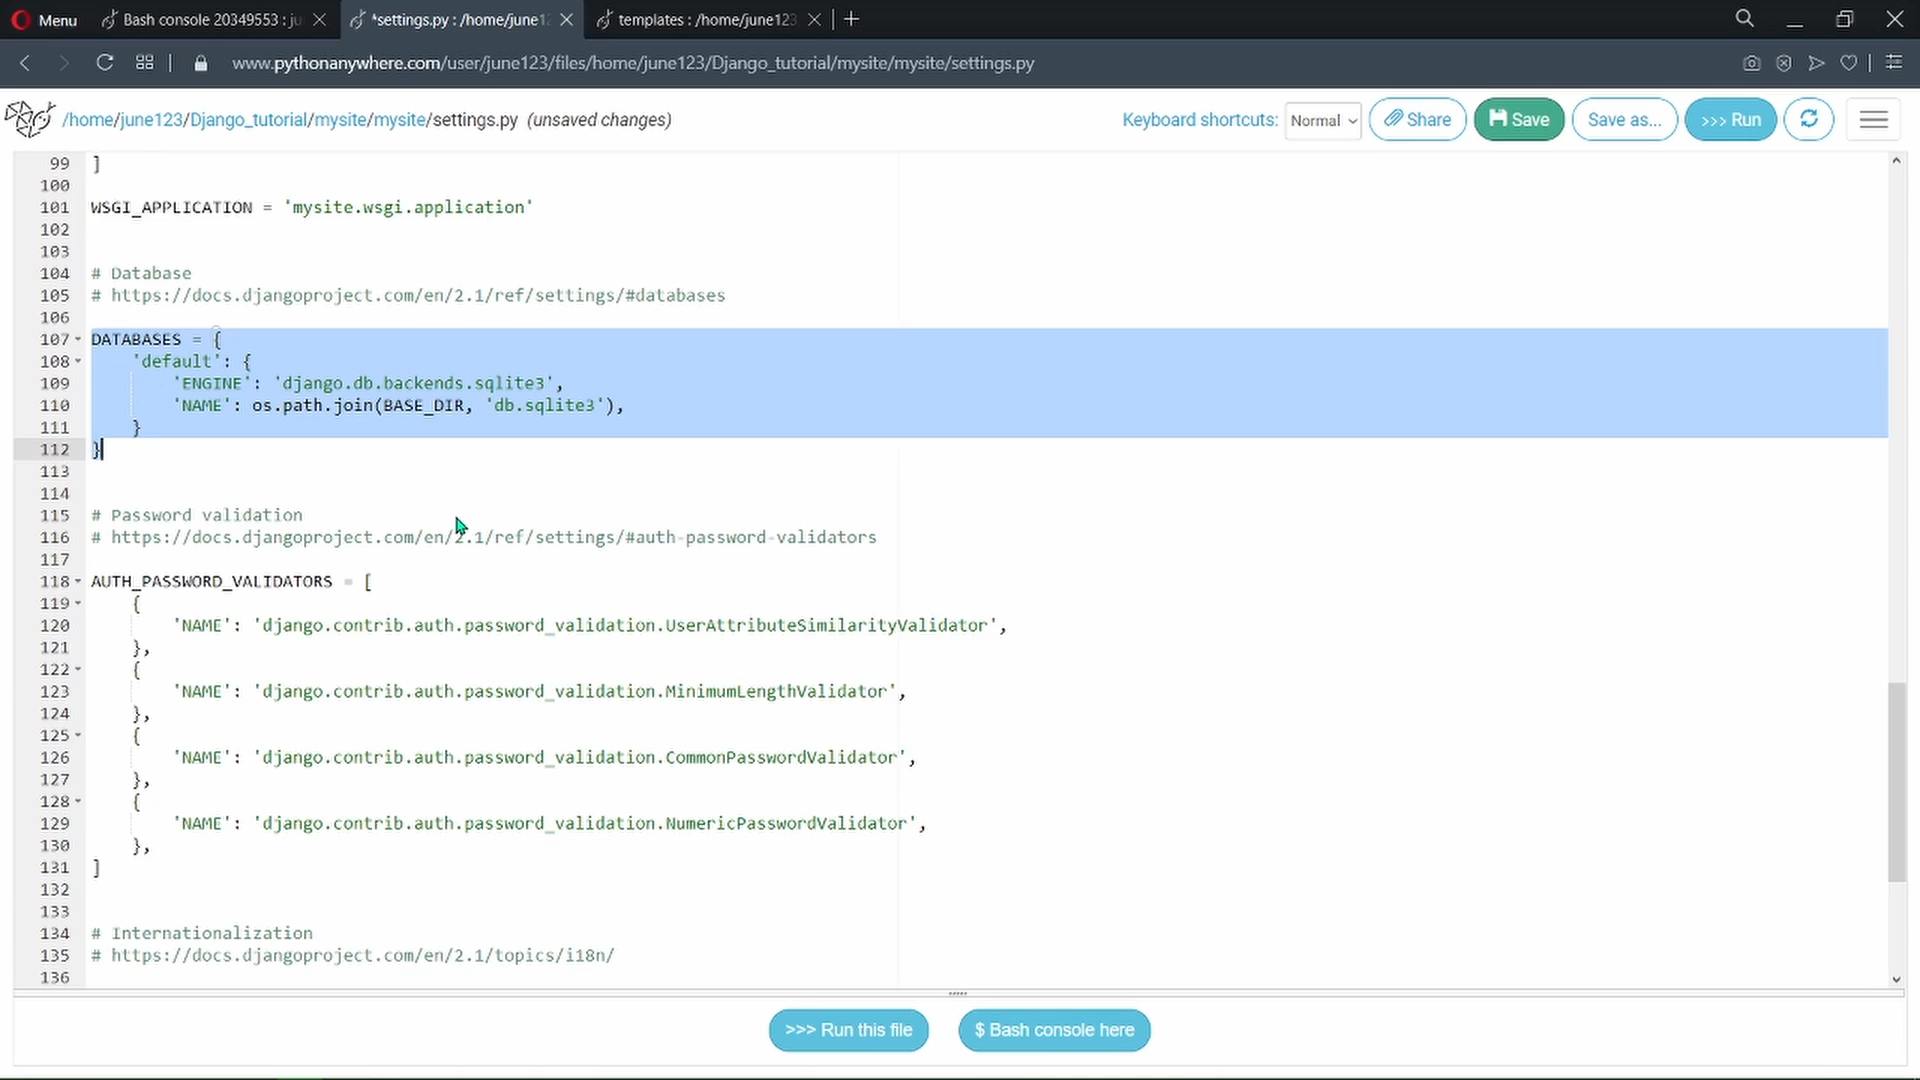 Menu
Bash console 20349553 : ju
*settings.py : /home/june12
templates : /home/june123
www.pythonanywhere.com/user/june123/files/home/june123/Django_tutorial/mysite/mysite/settings.py
/home/june123/Django_tutorial/mysite/mysite/settings.py (unsaved changes)
Keyboard shortcuts: Normal
Share
Save
Save as...
>>> Run
99 ]
100
101 WSGI_APPLICATION = 'mysite.wsgi.application'
102
103
104 # Database
105 # https://docs.djangoproject.com/en/2.1/ref/settings/#databases
106
107 DATABASES = {
108 'default': {
109 'ENGINE': 'django.db.backends.sqlite3',
110 'NAME': os.path.join(BASE_DIR, 'db.sqlite3'),
111 }
112 }
113
114
115 # Password validation
116 # https://docs.djangoproject.com/en/2.1/ref/settings/#auth-password-validators
117
118 AUTH_PASSWORD_VALIDATORS = [
119 {
120 'NAME': 'django.contrib.auth.password_validation.UserAttributeSimilarityValidator',
121 },
122 {
123 'NAME': 'django.contrib.auth.password_validation.MinimumLengthValidator',
124 },
125 {
126 'NAME': 'django.contrib.auth.password_validation.CommonPasswordValidator',
127 },
128 {
129 'NAME': 'django.contrib.auth.password_validation.NumericPasswordValidator',
130 },
131 ]
132
133
134 # Internationalization
135 # https://docs.djangoproject.com/en/2.1/topics/i18n/
136
>>> Run this file
$ Bash console here